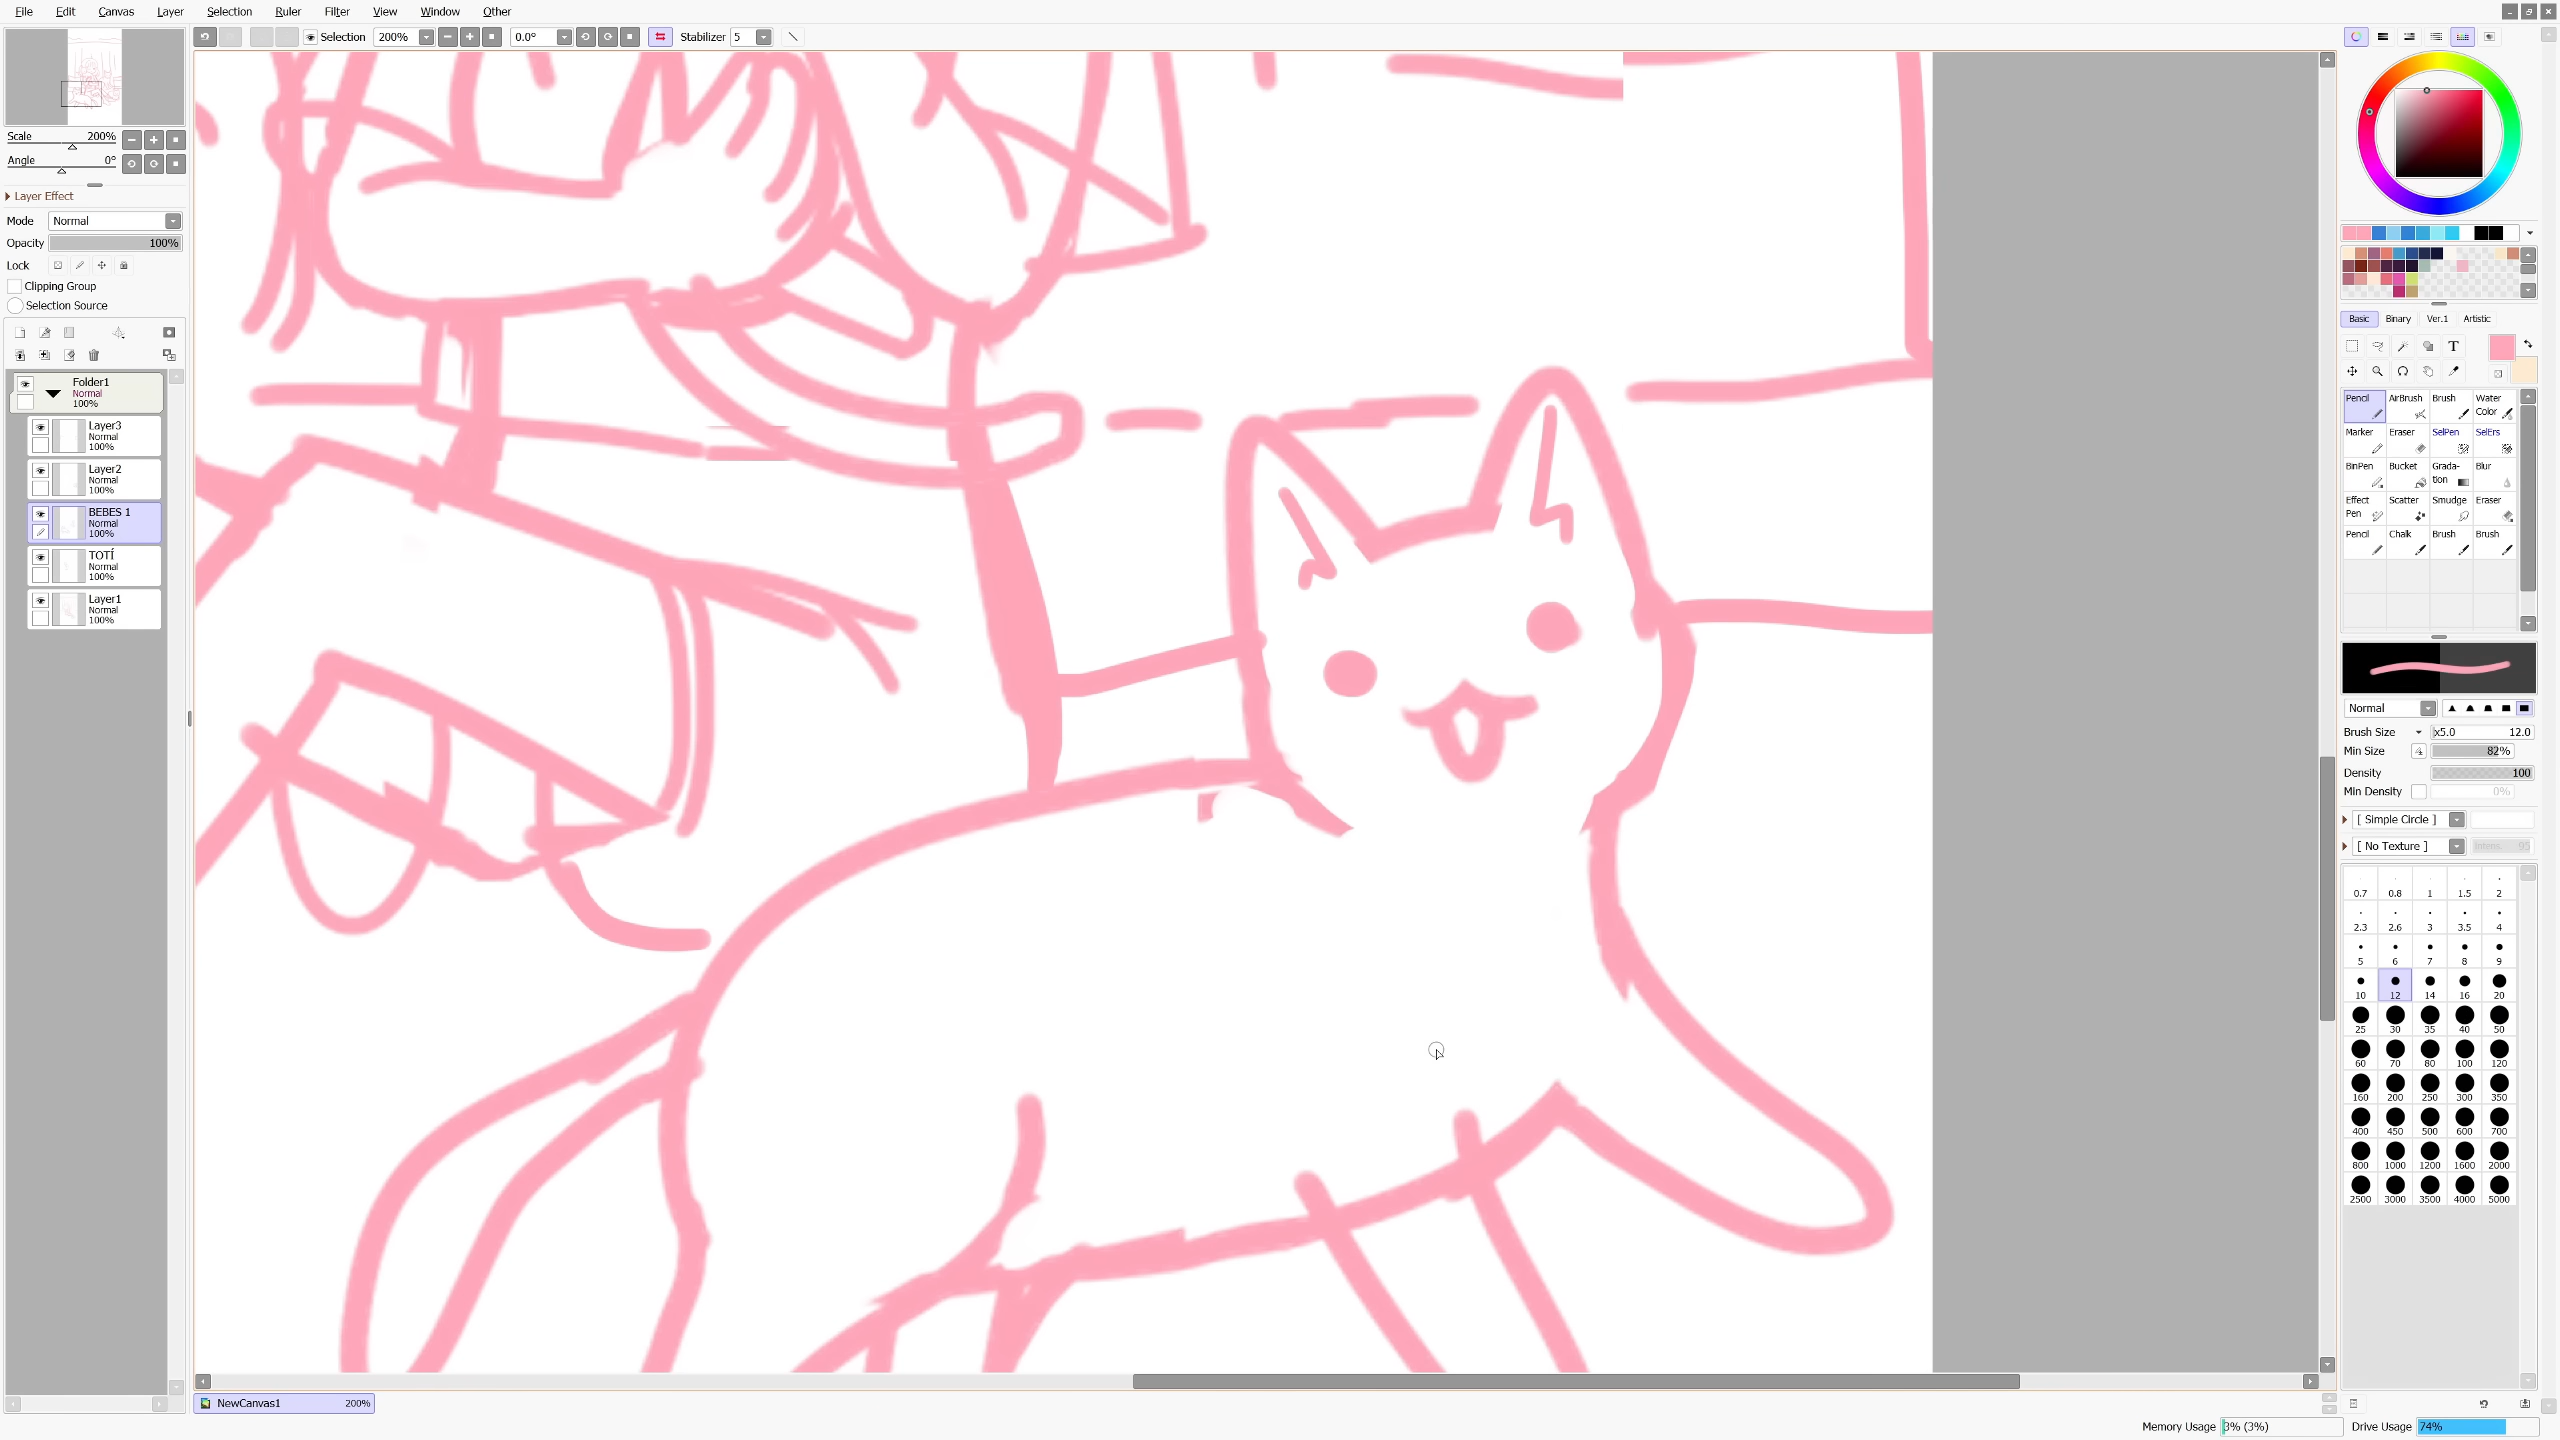 File Edit Canvas Layer Selection Ruler Filter View Window Other
Selection 200% 0.0° Stabilizer 5
Scale 200%
Angle 0°
Layer Effect
Mode Normal
Opacity 100%
Lock
Clipping Group
Selection Source
Folder1
Normal
100%
Layer3
Normal
100%
Layer2
Normal
100%
BEBES 1
Normal
100%
TOTÍ
Normal
100%
Layer1
Normal
100%
Basic Binary Ver.1 Artistic
T
Pencil AirBrush Brush Water Color
Marker Eraser SelPen SelErs
BinPen Bucket Grada-tion Blur
Effect Pen Scatter Smudge Eraser
Pencil Chalk Brush Brush
Normal
Brush Size x5.0 12.0
Min Size 82%
Density 100
Min Density 0%
[ Simple Circle ]
[ No Texture ] Intens. 95
0.7 0.8 1 1.5 2
2.3 2.6 3 3.5 4
5 6 7 8 9
10 12 14 16 20
25 30 35 40 50
60 70 80 100 120
160 200 250 300 350
400 450 500 600 700
800 1000 1200 1600 2000
2500 3000 3500 4000 5000
NewCanvas1 200%
Memory Usage 3% (3%) Drive Usage 74%